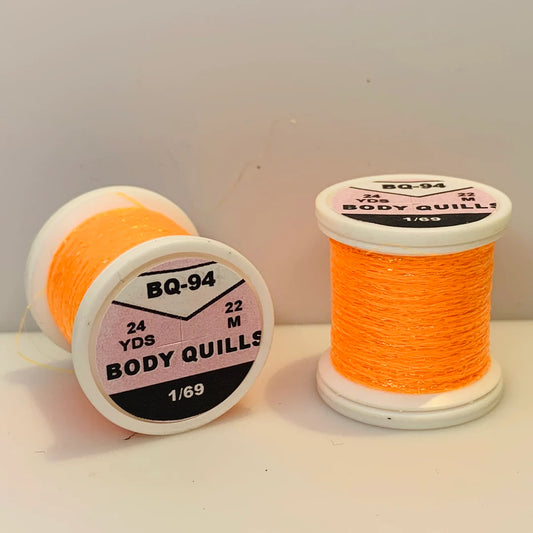 BQ-94
24 22
YDS M
BODY QUILLS
1/69
BQ-94
24 22
YDS M
BODY QUILLS
1/69